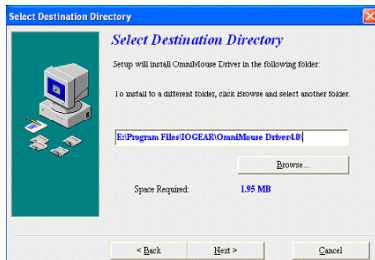 Select Destination Directory
Select Destination Directory
Setup will install OmniMouse Driver in the following folder:
To install to a different folder, click Browse and select another folder.
E:\Program Files\IOGEAR\OmniMouse Driver4.0\
Browse...
Space Required: 1.95 MB
< Back Next > Cancel